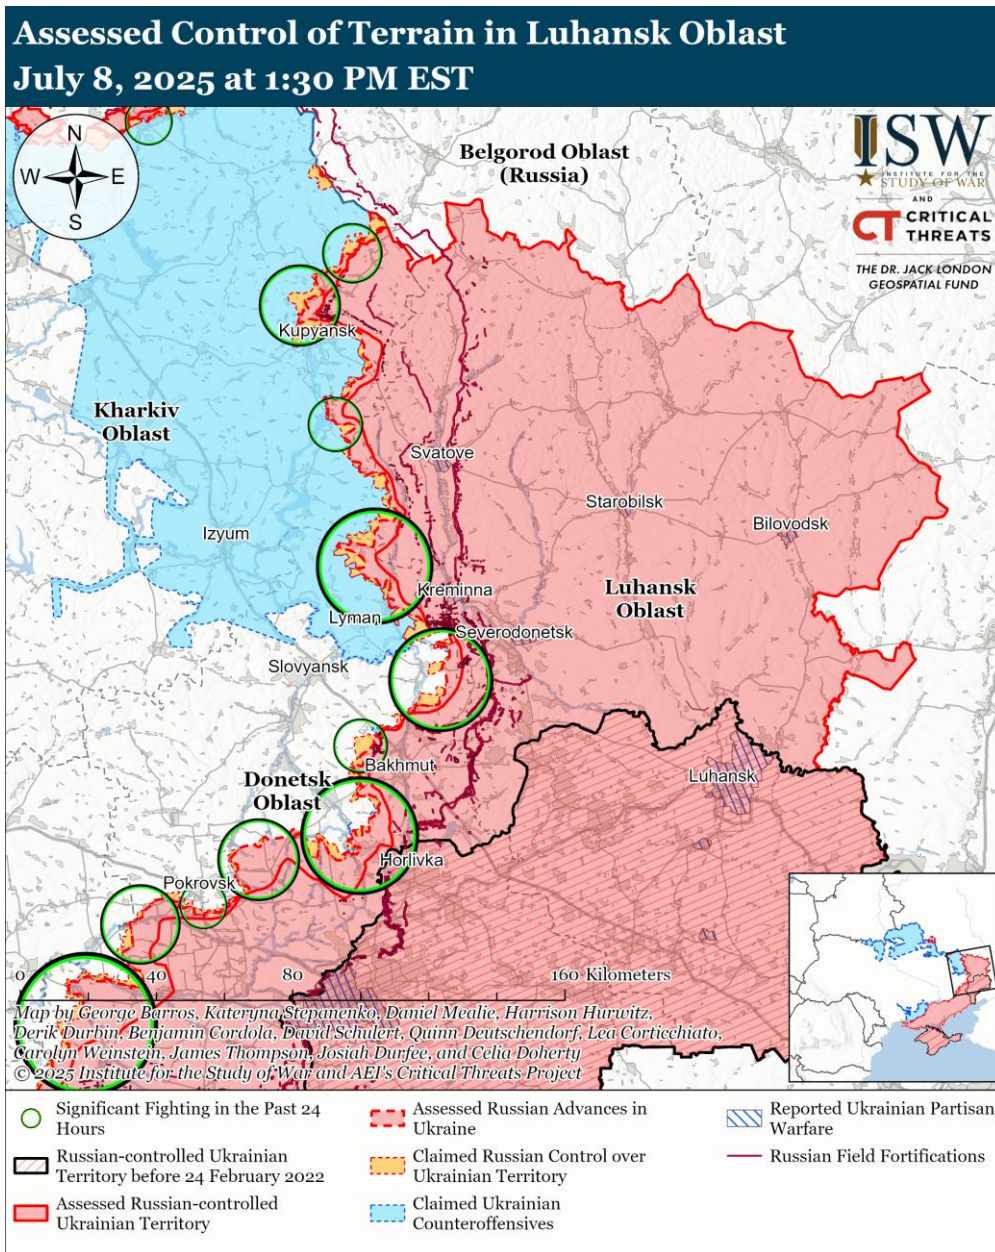 Assessed Control of Terrain in Luhansk Oblast
July 8, 2025 at 1:30 PM EST
N
W
E
S
Belgorod Oblast
(Russia)
ISW
INSTITUTE FOR THE
STUDY OF WAR
AND
CT CRITICAL
THREATS
THE DR. JACK LONDON
GEOSPATIAL FUND
Kupyansk
Kharkiv
Oblast
Svatove
Starobilsk
Bilovodsk
Izyum
Luhansk
Oblast
Kreminna
Lyman
Severodonetsk
Slovyansk
Bakhmut
Donetsk
Oblast
Luhansk
Horlivka
Pokrovsk
0
40
80
160 Kilometers
Map by George Barros, Kateryna Stepanenko, Daniel Mealie, Harrison Hurwitz,
Derik Durbin, Benjamin Cordola, David Schulert, Quinn Deutschendorf, Lea Corticchiato,
Carolyn Weinstein, James Thompson, Josiah Durfee, and Celia Doherty
© 2025 Institute for the Study of War and AEI's Critical Threats Project
Significant Fighting in the Past 24
Hours
Russian-controlled Ukrainian
Territory before 24 February 2022
Assessed Russian-controlled
Ukrainian Territory
Assessed Russian Advances in
Ukraine
Claimed Russian Control over
Ukrainian Territory
Claimed Ukrainian
Counteroffensives
Reported Ukrainian Partisan
Warfare
Russian Field Fortifications